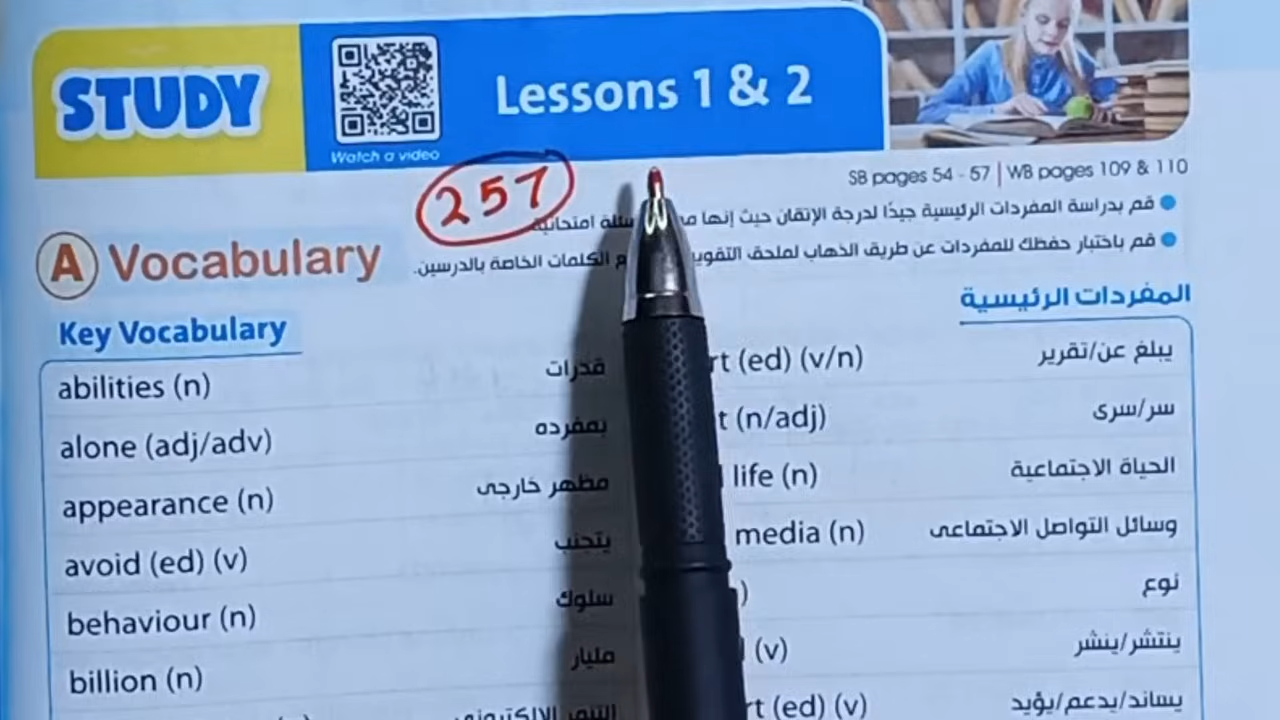 STUDY
Watch a video
Lessons 1 & 2
SB pages 54 - 57 | WB pages 109 & 110
257
قم بدراسة المفردات الرئيسية جيدًا لدرجة الإتقان حيث إنها امتحانية
قم باختبار حفظك للمفردات عن طريق الذهاب لملحق الكلمات الخاصة بالدرسين.
A Vocabulary
Key Vocabulary
المفردات الرئيسية
abilities (n) قدرات
alone (adj/adv) بمفرده
appearance (n) مظهر خارجى
avoid (ed) (v) يتجنب
behaviour (n) سلوك
billion (n) مليار
التنمر الالكترونى
(ed) (v/n) يبلغ عن/تقرير
(n/adj) سر/سرى
life (n) الحياة الاجتماعية
media (n) وسائل التواصل الاجتماعى
نوع
(v) ينتشر/ينشر
(ed) (v) يساند/يدعم/يؤيد